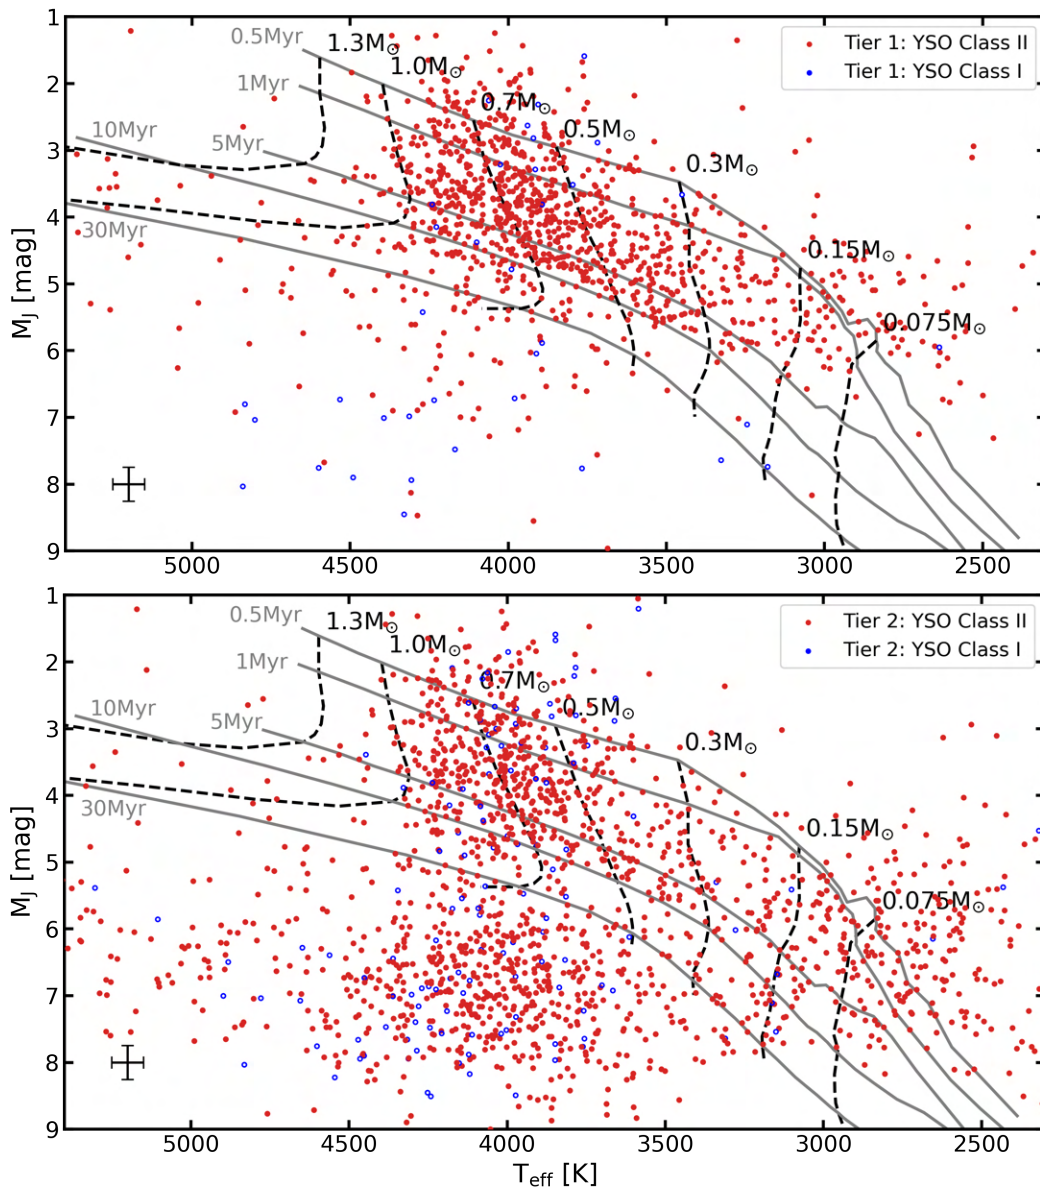 1
2
3
4
5
6
7
8
9
M_J [mag]
0.5Myr
1Myr
10Myr
5Myr
30Myr
1.3M⊙
1.0M⊙
0.7M⊙
0.5M⊙
0.3M⊙
0.15M⊙
0.075M⊙
Tier 1: YSO Class II
Tier 1: YSO Class I
5000 4500 4000 3500 3000 2500
1
2
3
4
5
6
7
8
9
M_J [mag]
0.5Myr
1Myr
10Myr
5Myr
30Myr
1.3M⊙
1.0M⊙
0.7M⊙
0.5M⊙
0.3M⊙
0.15M⊙
0.075M⊙
Tier 2: YSO Class II
Tier 2: YSO Class I
5000 4500 4000 3500 3000 2500
T_eff [K]